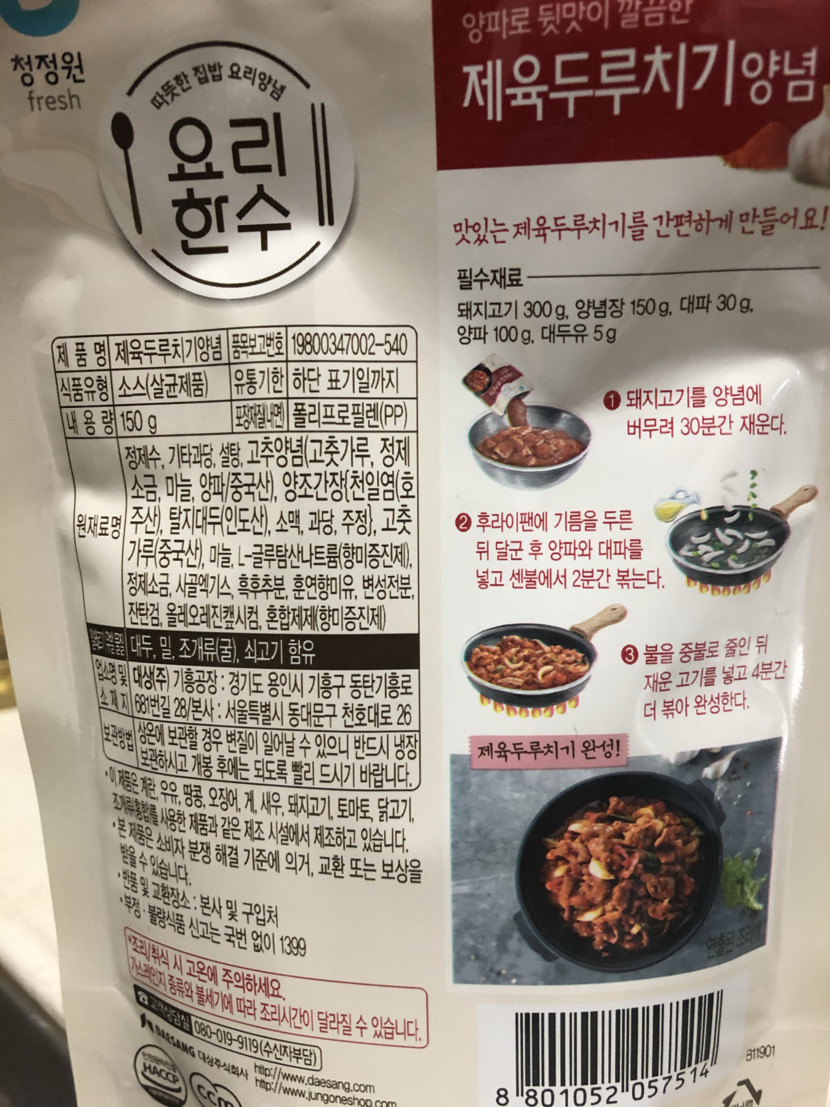 청정원
fresh
따뜻한 집밥 요리양념
요리
한수
양파로 뒷맛이 깔끔한
제육두루치기양념
맛있는 제육두루치기를 간편하게 만들어요!
필수재료
돼지고기 300 g, 양념장 150 g, 대파 30 g,
양파 100 g, 대두유 5 g
1 돼지고기를 양념에
버무려 30분간 재운다.
2 후라이팬에 기름을 두른
뒤 달군 후 양파와 대파를
넣고 센불에서 2분간 볶는다.
3 불을 중불로 줄인 뒤
재운 고기를 넣고 4분간
더 볶아 완성한다.
제육두루치기 완성!
연출된 조리예
제 품 명 제육두루치기양념 품목보고번호 19800347002-540
식품유형 소스(살균제품) 유통기한 하단 표기일까지
내 용 량 150 g 포장재질(내면) 폴리프로필렌(PP)
원재료명
정제수, 기타과당, 설탕, 고추양념{고춧가루, 정제
소금, 마늘, 양파/중국산}, 양조간장{천일염(호
주산), 탈지대두(인도산), 소맥, 과당, 주정}, 고춧
가루(중국산), 마늘, L-글루탐산나트륨(향미증진제),
정제소금, 사골엑기스, 흑후추분, 훈연향미유, 변성전분,
잔탄검, 올레오레진캪시컴, 혼합제제(향미증진제)
대두, 밀, 조개류(굴), 쇠고기 함유
업소명 및 소 재 지 대상(주) 기흥공장 : 경기도 용인시 기흥구 동탄기흥로
681번길 28/본사 : 서울특별시 동대문구 천호대로 26
보관방법 상온에 보관할 경우 변질이 일어날 수 있으니 반드시 냉장
보관하시고 개봉 후에는 되도록 빨리 드시기 바랍니다.
• 이 제품은 계란, 우유, 땅콩, 오징어, 게, 새우, 돼지고기, 토마토, 닭고기,
조개류(홍합)를 사용한 제품과 같은 제조 시설에서 제조하고 있습니다.
• 본 제품은 소비자 분쟁 해결 기준에 의거, 교환 또는 보상을
받을 수 있습니다.
• 반품 및 교환장소 : 본사 및 구입처
• 부정 · 불량식품 신고는 국번 없이 1399
*조리/취식 시 고온에 주의하세요.
가스레인지 종류와 불세기에 따라 조리시간이 달라질 수 있습니다.
고객상담실 080-019-9119(수신자부담)
DAESANG 대상주식회사 http://www.daesang.com
http://www.jungoneshop.com
HACCP
CCM
8 801052 057514
B11901